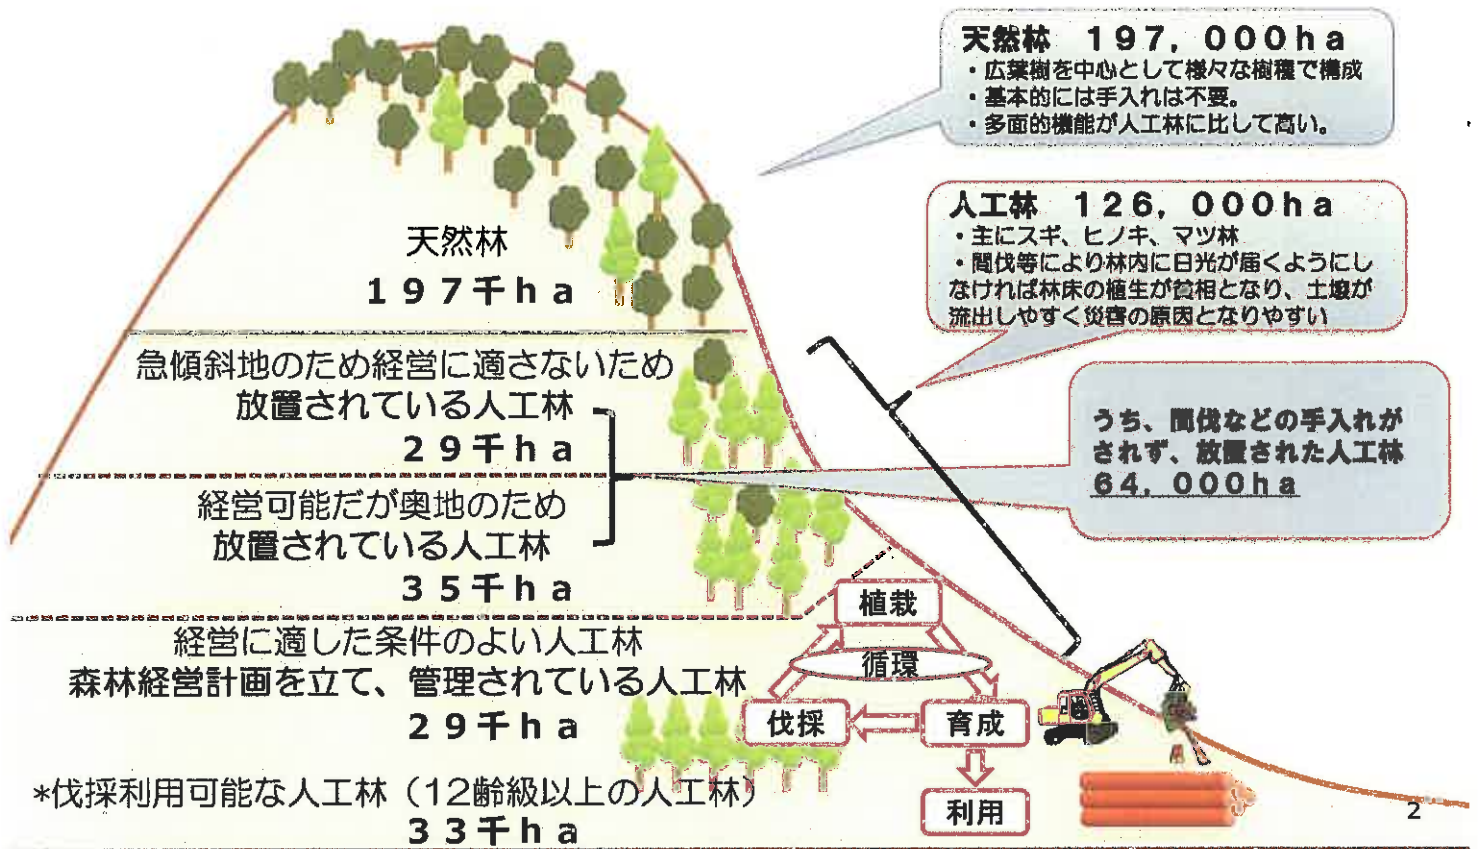 天然林　１９７，０００ｈａ
・広葉樹を中心として様々な樹種で構成
・基本的には手入れは不要。
・多面的機能が人工林に比して高い。
人工林　１２６，０００ｈａ
・主にスギ、ヒノキ、マツ林
・間伐等により林内に日光が届くようにし
なければ林床の植生が貧相となり、土壌が
流出しやすく災害の原因となりやすい
天然林
１９７千ｈａ
急傾斜地のため経営に適さないため
放置されている人工林
２９千ｈａ
うち、間伐などの手入れが
されず、放置された人工林
６４，０００ｈａ
経営可能だが奥地のため
放置されている人工林
３５千ｈａ
経営に適した条件のよい人工林
森林経営計画を立て、管理されている人工林
２９千ｈａ
植栽
循環
伐採
育成
利用
*伐採利用可能な人工林（12齢級以上の人工林）
３３千ｈａ
2